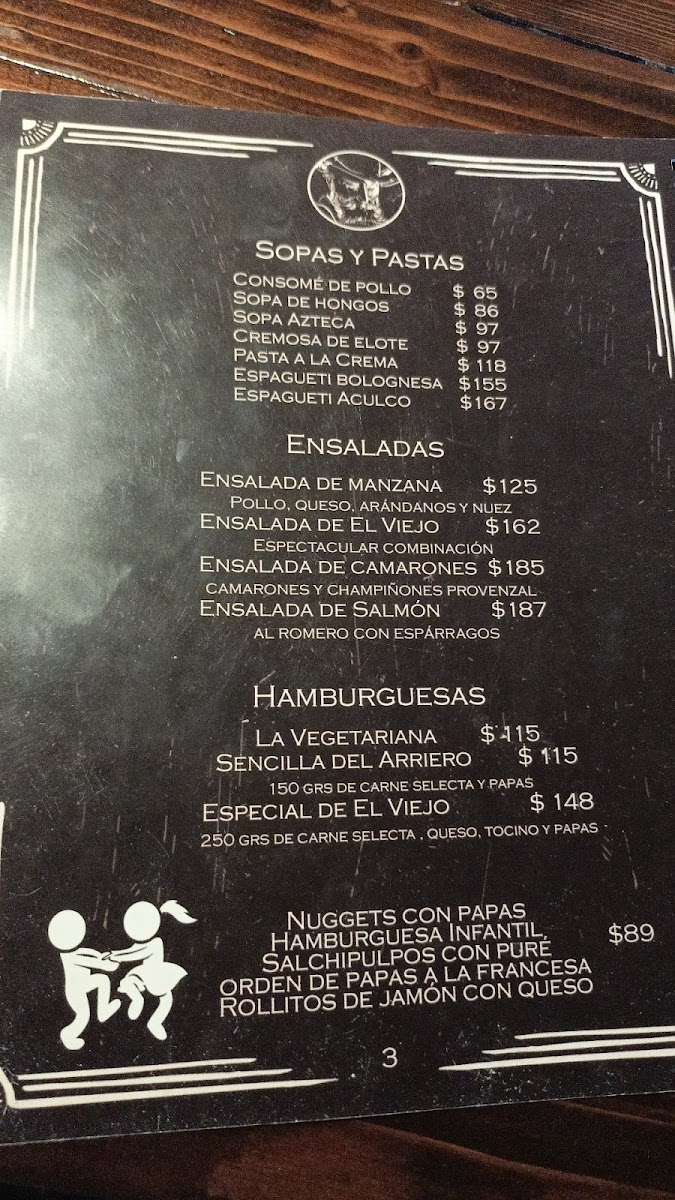 Sopas y Pastas
Consomé de pollo $ 65
Sopa de hongos $ 86
Sopa Azteca $ 97
Cremosa de elote $ 97
Pasta a la Crema $ 118
Espagueti bolognesa $155
Espagueti Aculco $167
Ensaladas
Ensalada de manzana $125
Pollo, queso, arándanos y nuez
Ensalada de El Viejo $162
Espectacular combinación
Ensalada de camarones $185
camarones y champiñones provenzal
Ensalada de Salmón $187
al romero con espárragos
Hamburguesas
La Vegetariana $ 115
Sencilla del Arriero $ 115
150 grs de carne selecta y papas
Especial de El Viejo $ 148
250 grs de carne selecta , queso, tocino y papas
Nuggets con papas
Hamburguesa Infantil, $89
Salchipulpos con puré
orden de papas a la francesa
Rollitos de jamón con queso
3